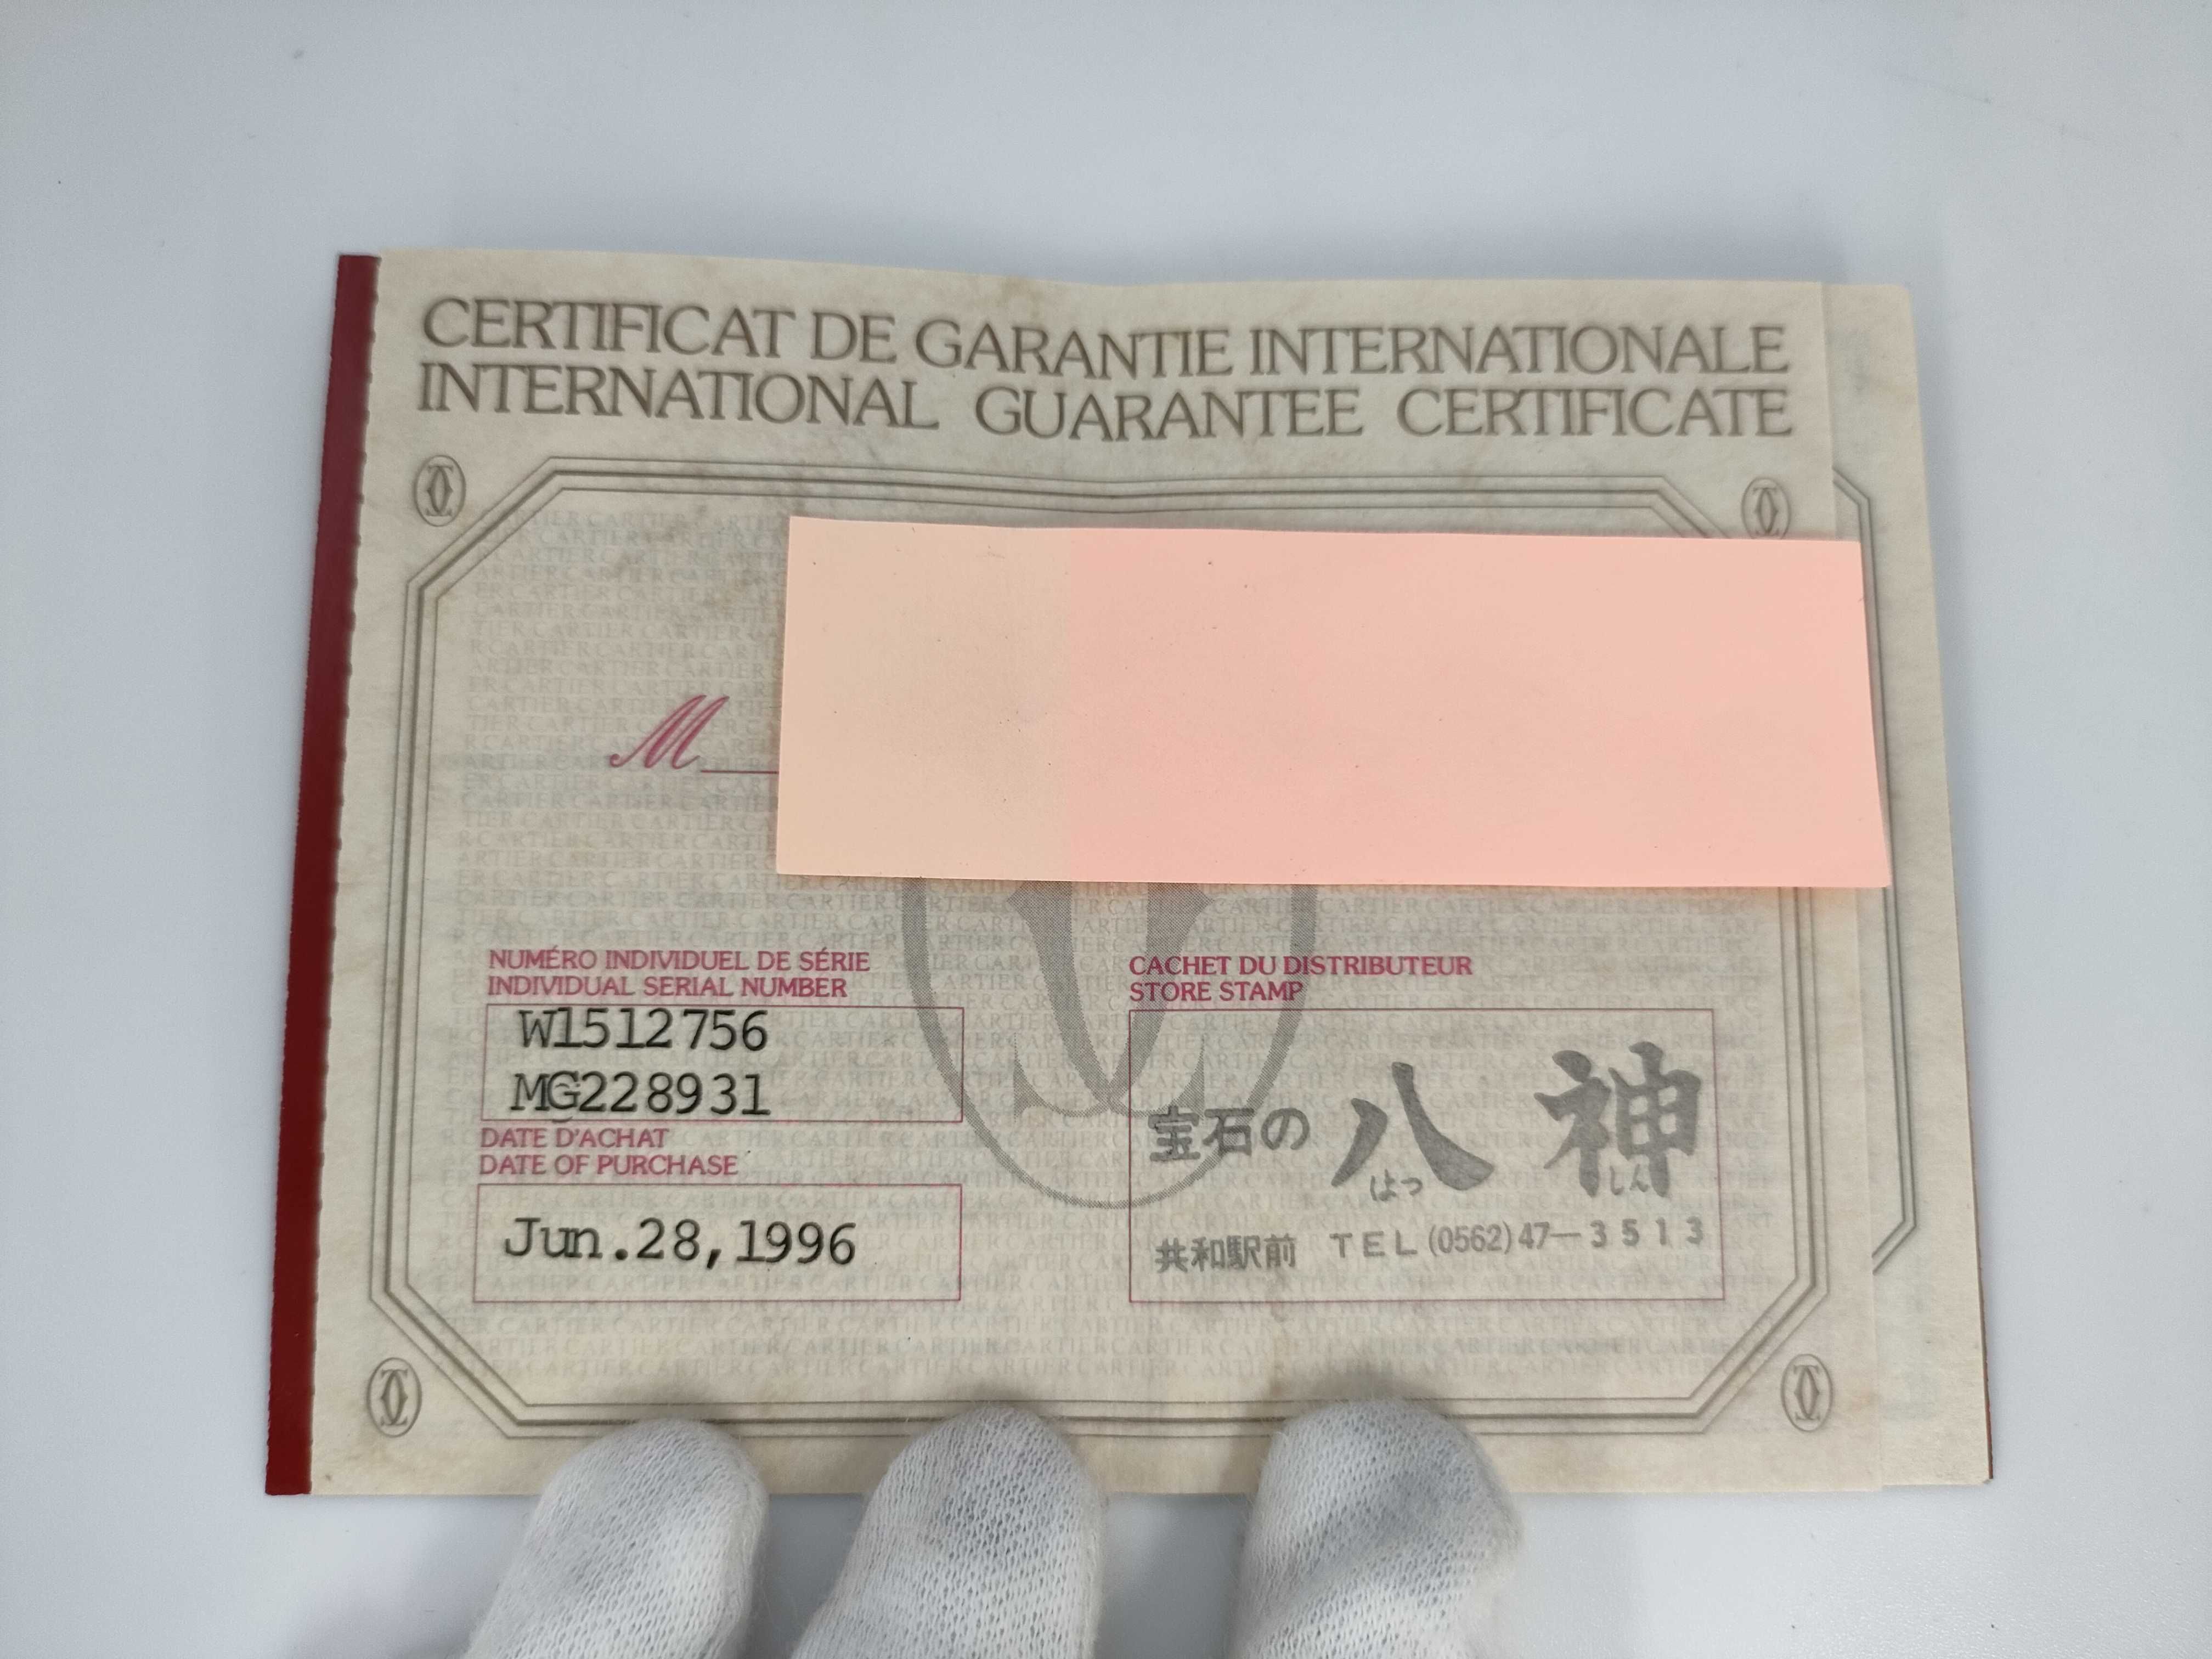 CERTIFICAT DE GARANTIE INTERNATIONALE
INTERNATIONAL GUARANTEE CERTIFICATE
M
NUMÉRO INDIVIDUEL DE SÉRIE
INDIVIDUAL SERIAL NUMBER
W1512756
MG228931
DATE D'ACHAT
DATE OF PURCHASE
Jun.28,1996
CACHET DU DISTRIBUTEUR
STORE STAMP
宝石の 八神
はっ しん
共和駅前 TEL(0562)47-3513